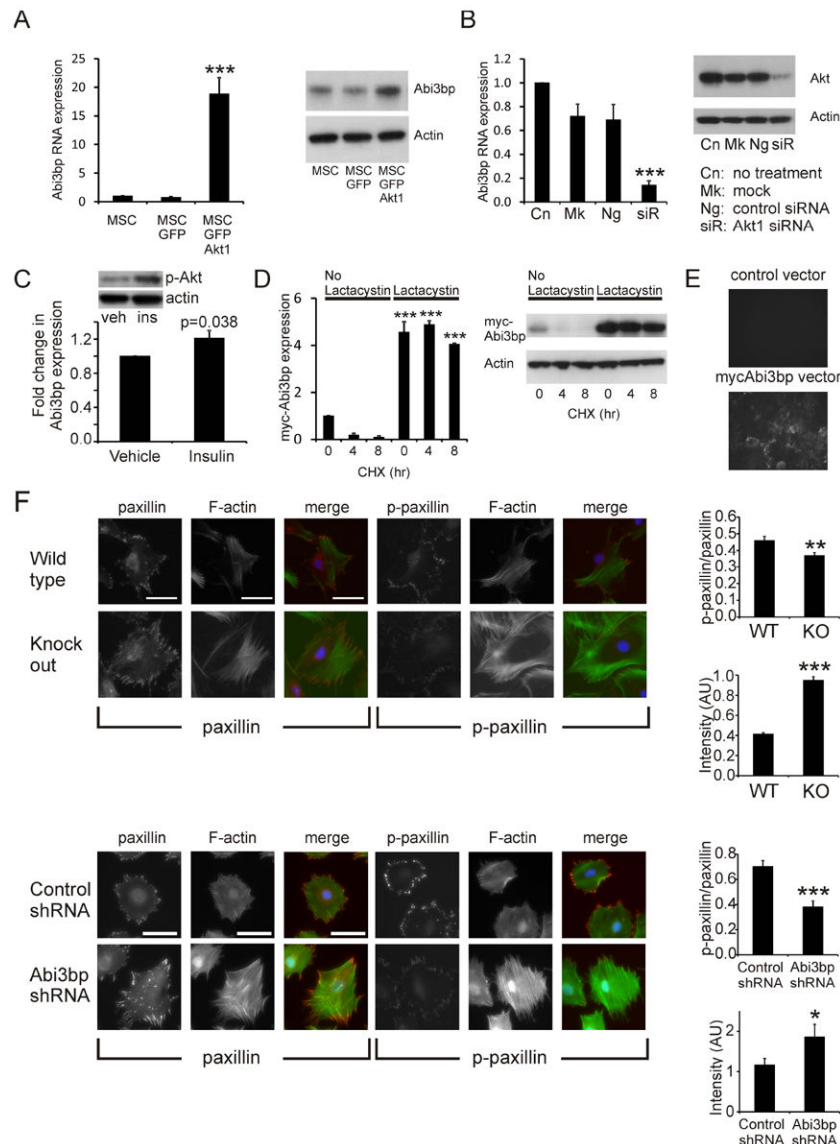 A
Abi3bp RNA expression
25
20
15
10
5
0
***
MSC
MSC
GFP
MSC
GFP
Akt1
Abi3bp
Actin
MSC
MSC
GFP
MSC
GFP
Akt1
B
Abi3bp RNA expression
1.2
1.0
0.8
0.6
0.4
0.2
0.0
***
Cn Mk Ng siR
Akt
Actin
Cn Mk Ng siR
Cn: no treatment
Mk: mock
Ng: control siRNA
siR: Akt1 siRNA
C
p-Akt
actin
veh ins
p=0.038
Fold change in
Abi3bp expression
1.2
0.8
0.4
0.0
Vehicle Insulin
D
No
Lactacystin
Lactacystin
myc-Abi3bp expression
6
4
2
0
*** ***
***
0 4 8 0 4 8
CHX (hr)
No
Lactacystin
Lactacystin
myc-
Abi3bp
Actin
0 4 8 0 4 8
CHX (hr)
E
control vector
mycAbi3bp vector
F
paxillin F-actin merge p-paxillin F-actin merge
Wild
type
Knock
out
paxillin p-paxillin
p-paxillin/paxillin
0.6
0.5
0.4
0.3
0.2
0.1
0
**
WT KO
Intensity (AU)
1.0
0.8
0.6
0.4
0.2
0
***
WT KO
paxillin F-actin merge p-paxillin F-actin merge
Control
shRNA
Abi3bp
shRNA
paxillin p-paxillin
p-paxillin/paxillin
0.8
0.6
0.4
0.2
0
***
Control
shRNA
Abi3bp
shRNA
Intensity (AU)
2
1
0
*
Control
shRNA
Abi3bp
shRNA